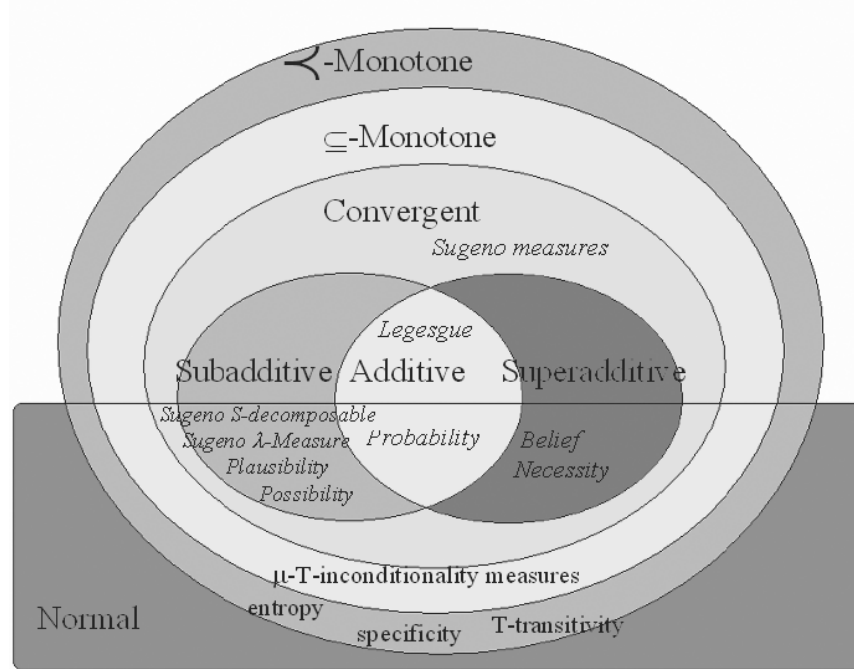 ≺-Monotone
⊆-Monotone
Convergent
Sugeno measures
Legesgue
Subadditive Additive Superadditive
Sugeno S-decomposable
Sugeno λ-Measure Probability Belief
Plausibility Necessity
Possibility
μ-T-inconditionality measures
entropy
specificity T-transitivity
Normal